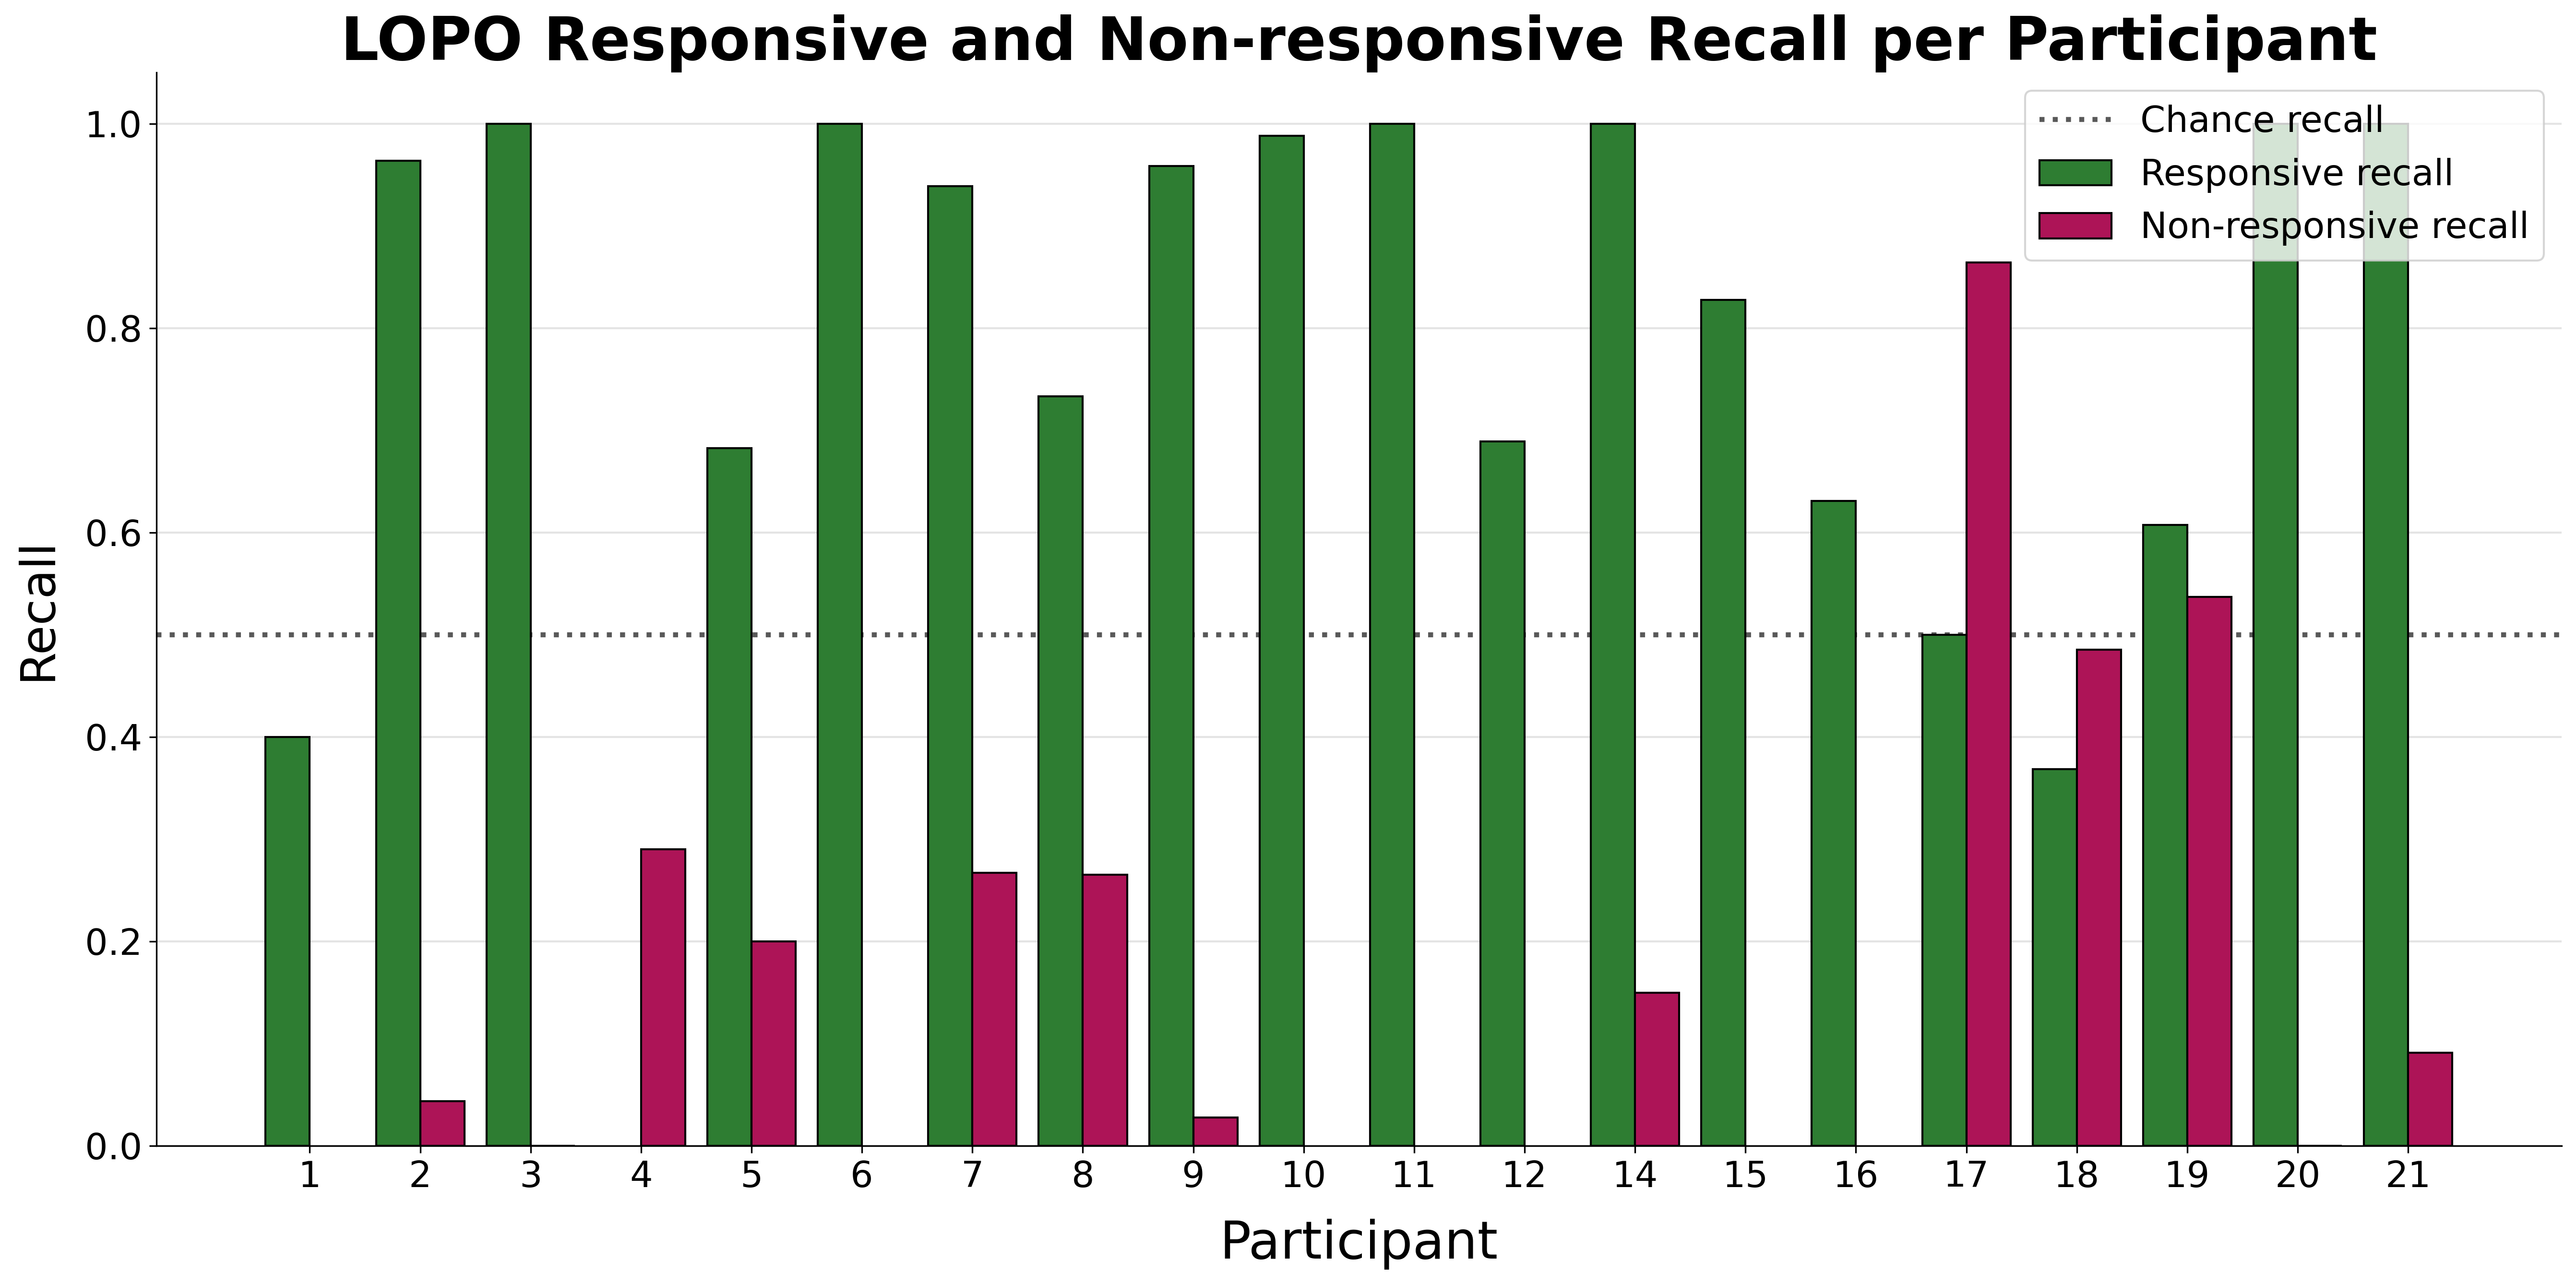 LOPO Responsive and Non-responsive Recall per Participant
Chance recall
Responsive recall
Non-responsive recall
Recall
1.0
0.8
0.6
0.4
0.2
0.0
1 2 3 4 5 6 7 8 9 10 11 12 14 15 16 17 18 19 20 21
Participant